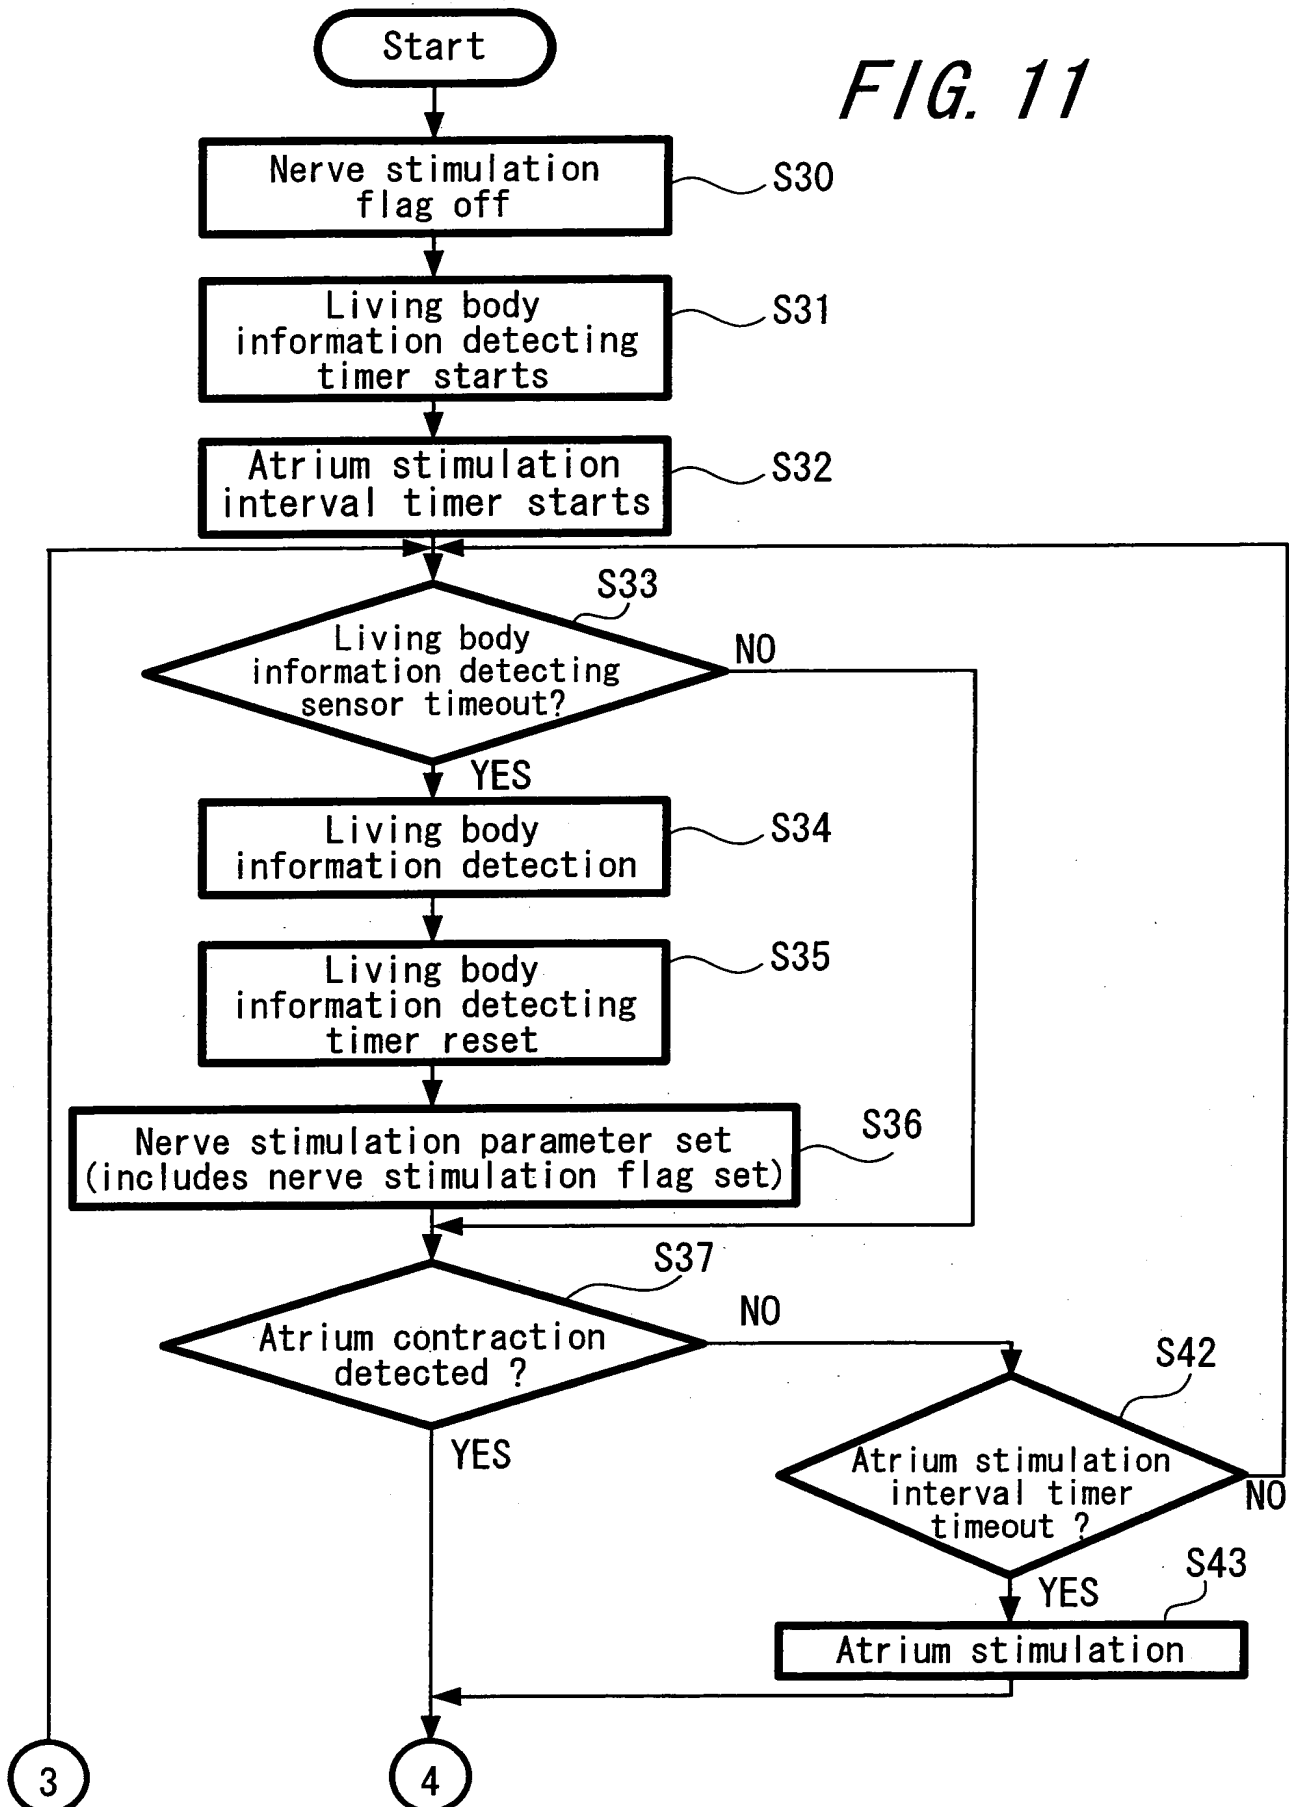 Start
FIG. 11
Nerve stimulation
flag off
S30
Living body
information detecting
timer starts
S31
Atrium stimulation
interval timer starts
S32
S33
Living body
information detecting
sensor timeout?
NO
YES
Living body
information detection
S34
Living body
information detecting
timer reset
S35
Nerve stimulation parameter set
(includes nerve stimulation flag set)
S36
S37
Atrium contraction
detected ?
NO
YES
S42
Atrium stimulation
interval timer
timeout ?
NO
YES
S43
Atrium stimulation
3
4